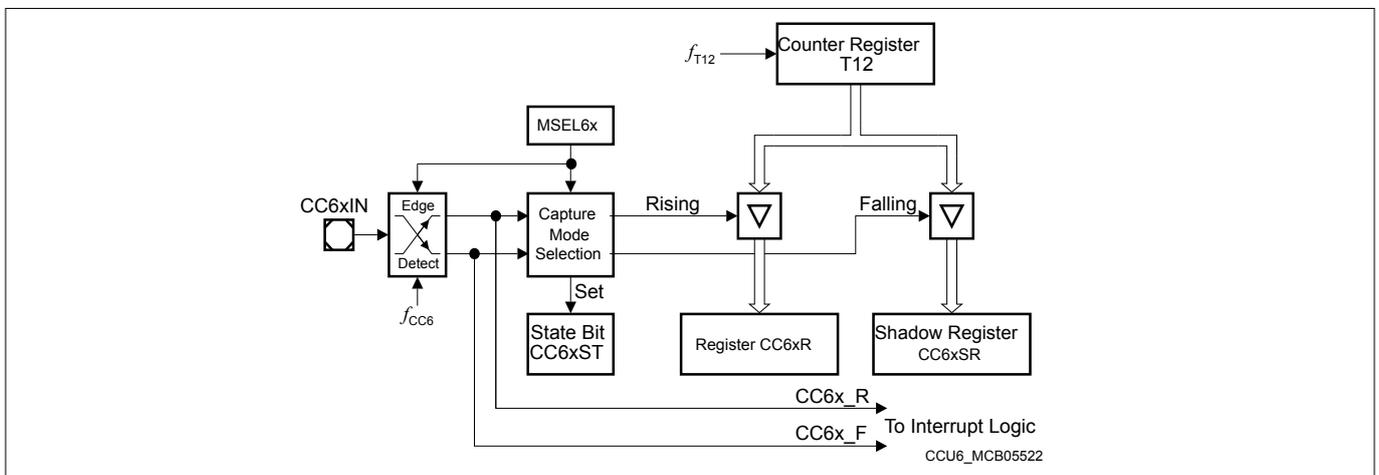 Counter Register
T12
fT12
MSEL6x
CC6xIN
Edge
Detect
Capture
Mode
Selection
Rising
Falling
fCC6
Set
State Bit
CC6xST
Register CC6xR
Shadow Register
CC6xSR
CC6x_R
To Interrupt Logic
CC6x_F
CCU6_MCB05522